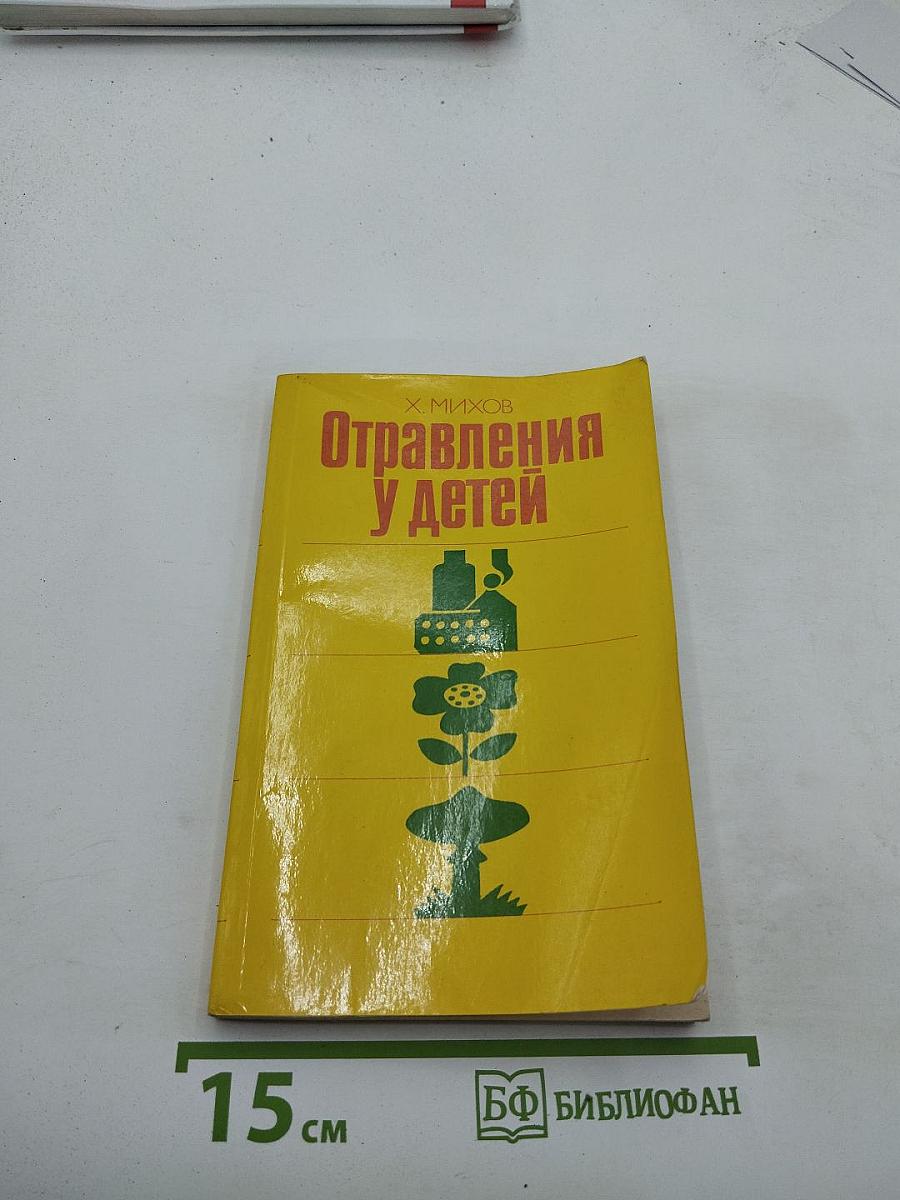 Х. МИХОВ
Отравления
у детей
15 см
БФ БИБЛИОФАН